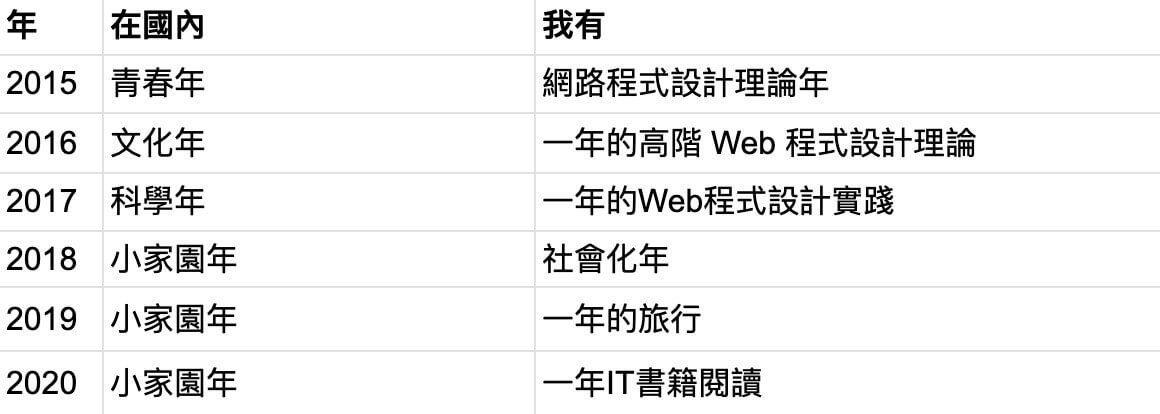 年 在國內 我有
2015 青春年 網路程式設計理論年
2016 文化年 一年的高階 Web 程式設計理論
2017 科學年 一年的Web程式設計實踐
2018 小家園年 社會化年
2019 小家園年 一年的旅行
2020 小家園年 一年IT書籍閱讀